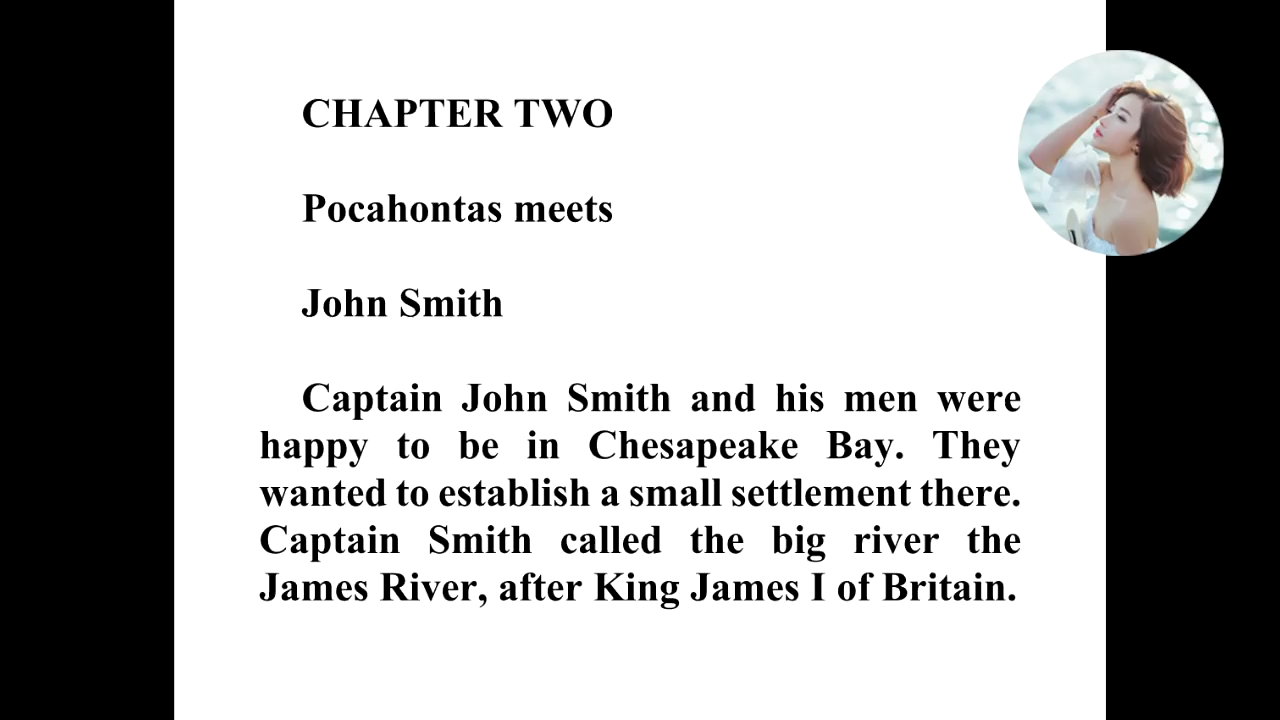 CHAPTER TWO
Pocahontas meets
John Smith
Captain John Smith and his men were
happy to be in Chesapeake Bay. They
wanted to establish a small settlement there.
Captain Smith called the big river the
James River, after King James I of Britain.